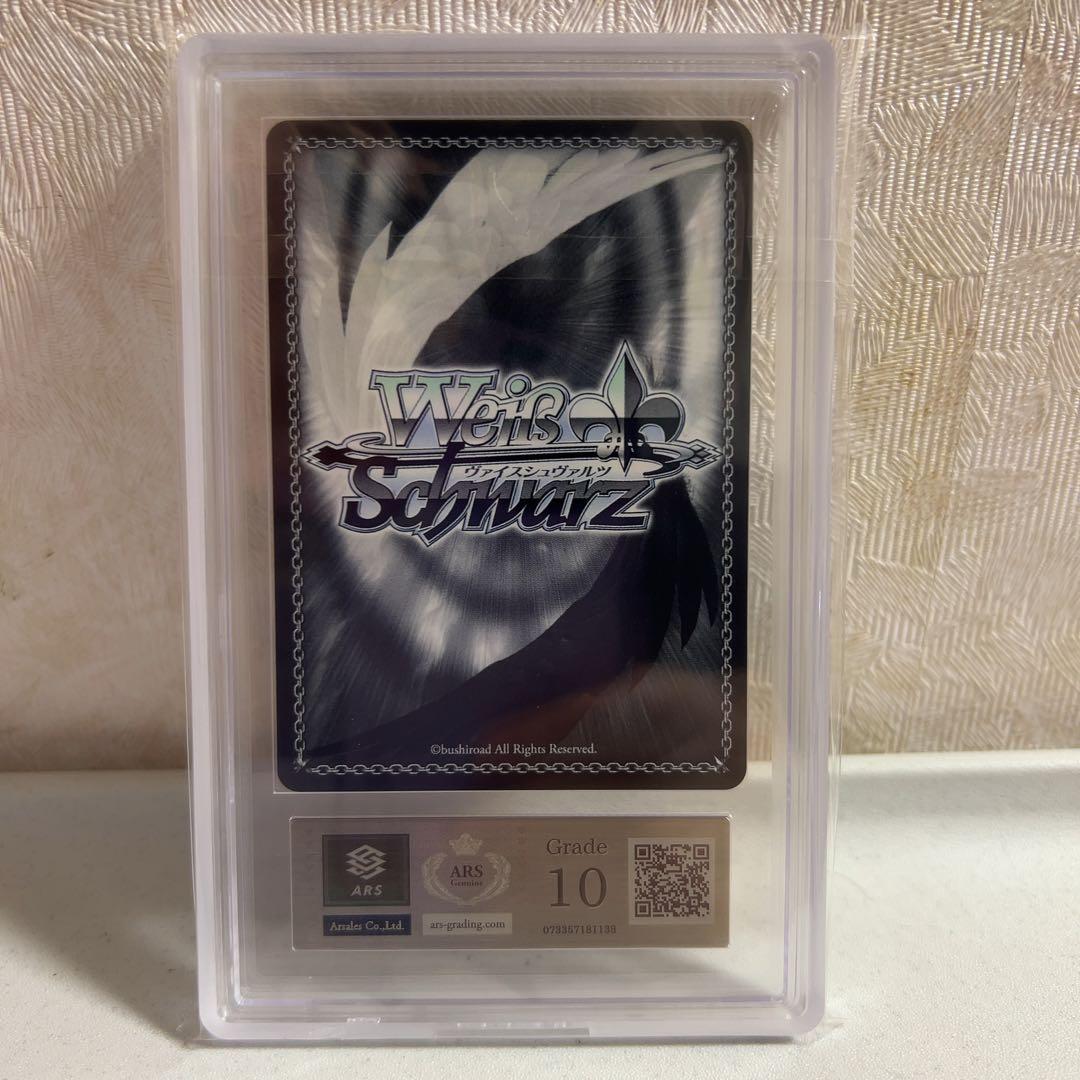 Weiß
ヴァイスシュヴァルツ
Schwarz
©bushiroad All Rights Reserved.
ARS
Arsales Co.,Ltd.
ARS
Genuine
ars-grading.com
Grade
10
073357181138